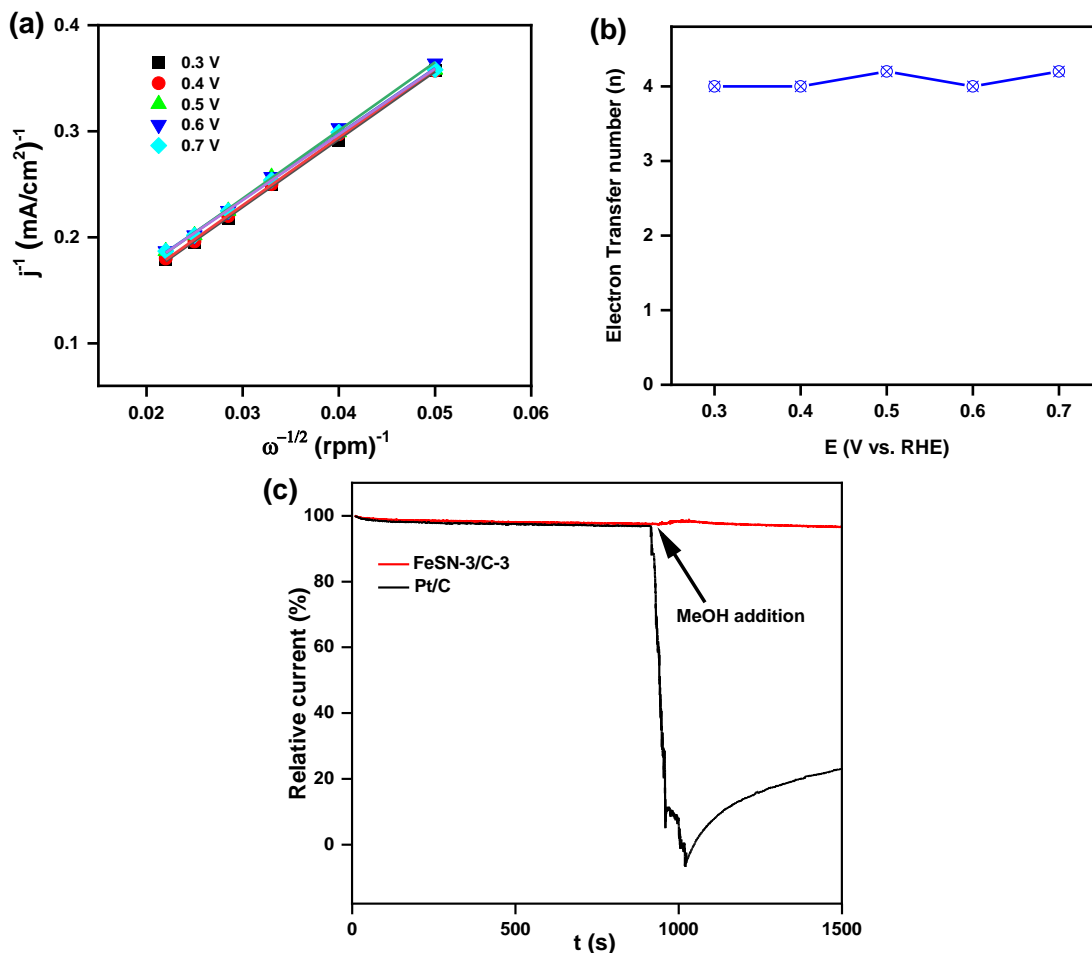 (a)
0.4
0.3
0.2
0.1
0.3 V
0.4 V
0.5 V
0.6 V
0.7 V
j⁻¹ (mA/cm²)⁻¹
0.02 0.03 0.04 0.05 0.06
ω⁻¹/² (rpm)⁻¹
(b)
4
3
2
1
0
Electron Transfer number (n)
0.3 0.4 0.5 0.6 0.7
E (V vs. RHE)
(c)
100
80
60
40
20
0
Relative current (%)
FeSN-3/C-3
Pt/C
MeOH addition
0 500 1000 1500
t (s)